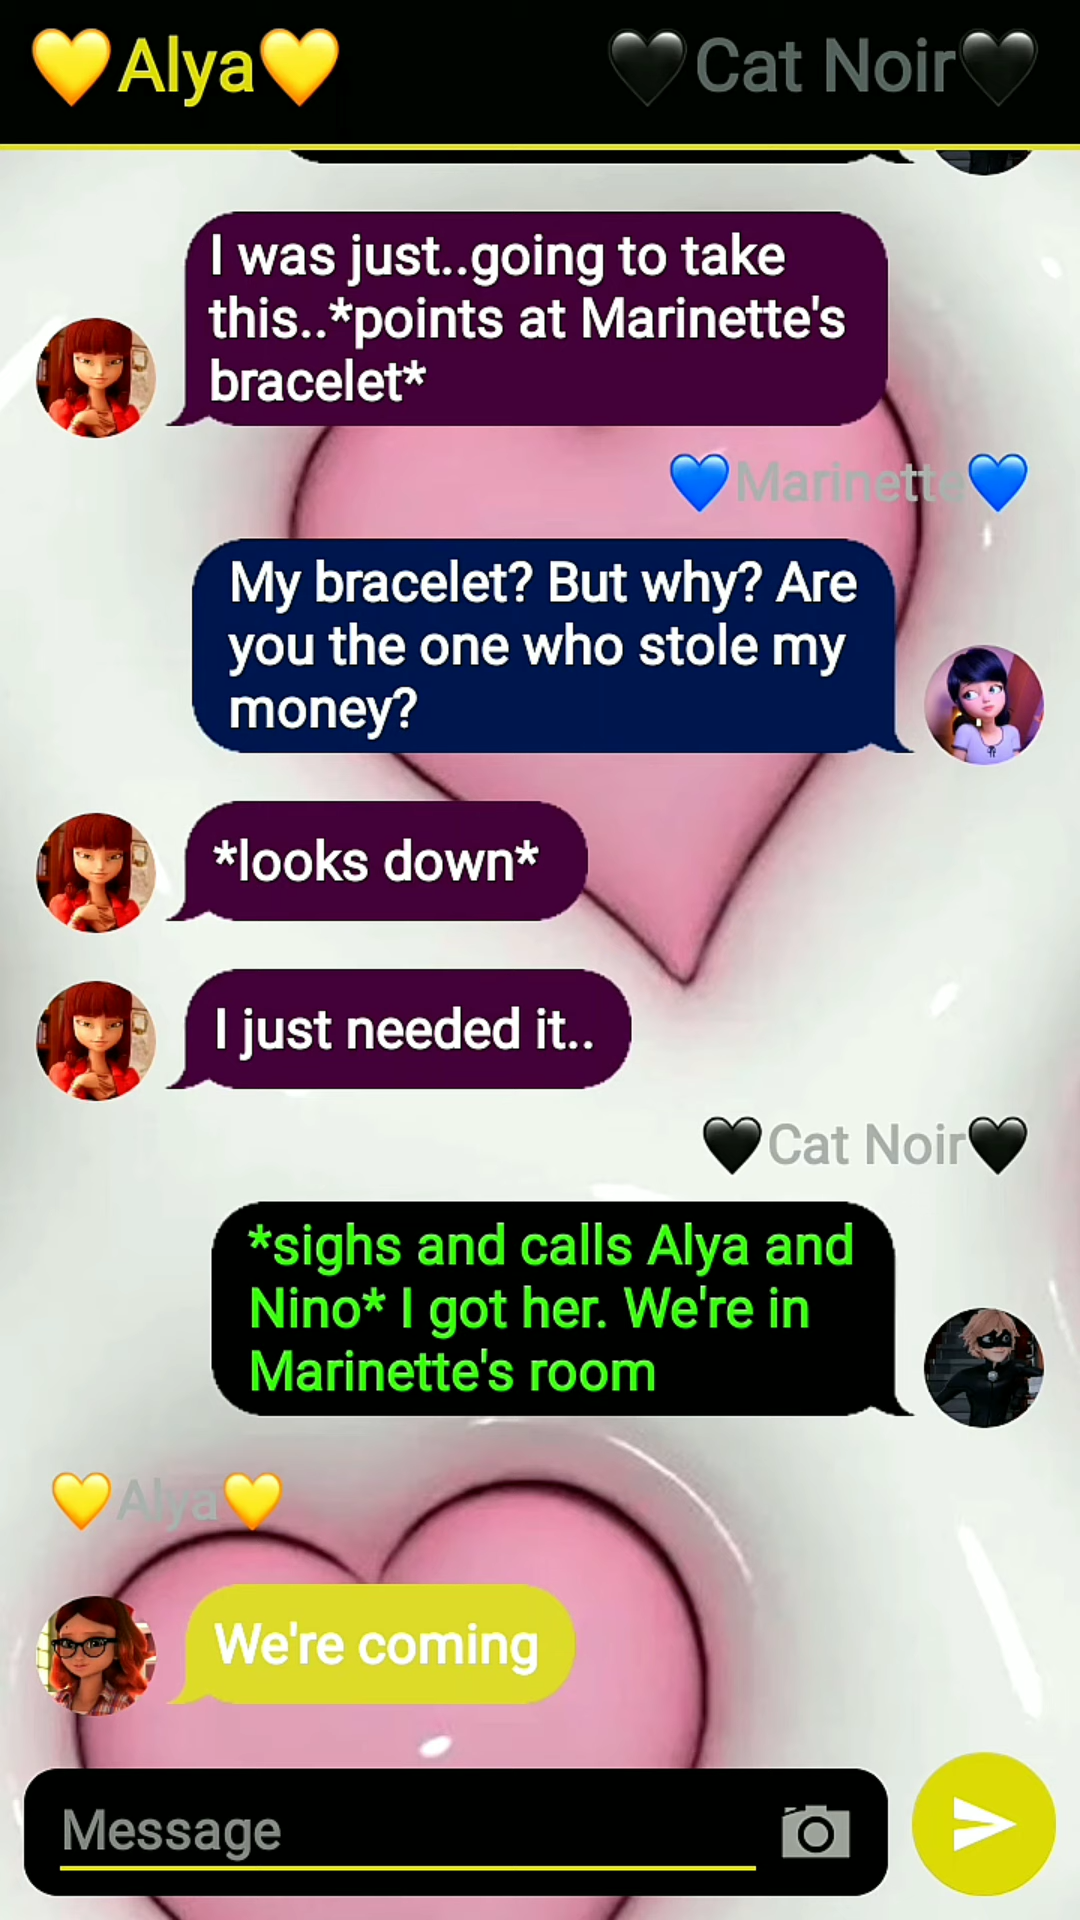 💛Alya💛 🖤Cat Noir🖤
I was just..going to take
this..*points at Marinette's
bracelet*
💙Marinette💙
My bracelet? But why? Are
you the one who stole my
money?
*looks down*
I just needed it..
🖤Cat Noir🖤
*sighs and calls Alya and
Nino* I got her. We're in
Marinette's room
💛Alya💛
We're coming
Message